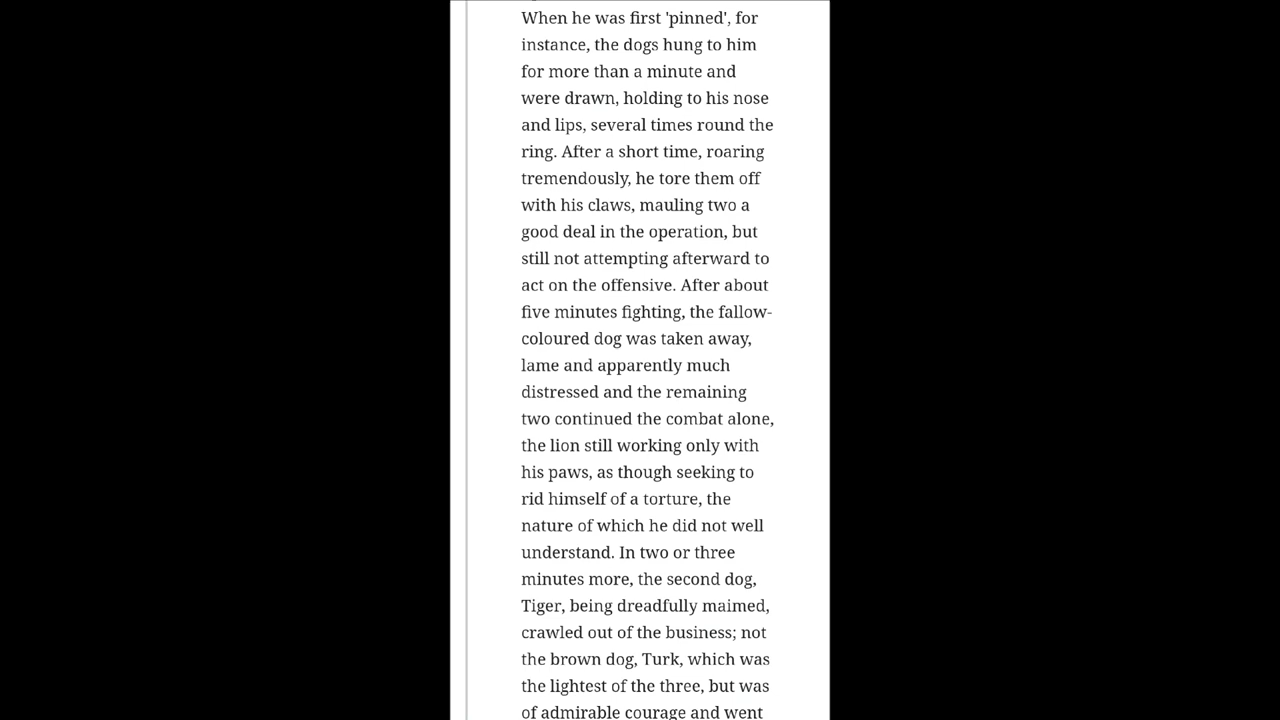 When he was first 'pinned', for
instance, the dogs hung to him
for more than a minute and
were drawn, holding to his nose
and lips, several times round the
ring. After a short time, roaring
tremendously, he tore them off
with his claws, mauling two a
good deal in the operation, but
still not attempting afterward to
act on the offensive. After about
five minutes fighting, the fallow-
coloured dog was taken away,
lame and apparently much
distressed and the remaining
two continued the combat alone,
the lion still working only with
his paws, as though seeking to
rid himself of a torture, the
nature of which he did not well
understand. In two or three
minutes more, the second dog,
Tiger, being dreadfully maimed,
crawled out of the business; not
the brown dog, Turk, which was
the lightest of the three, but was
of admirable courage and went